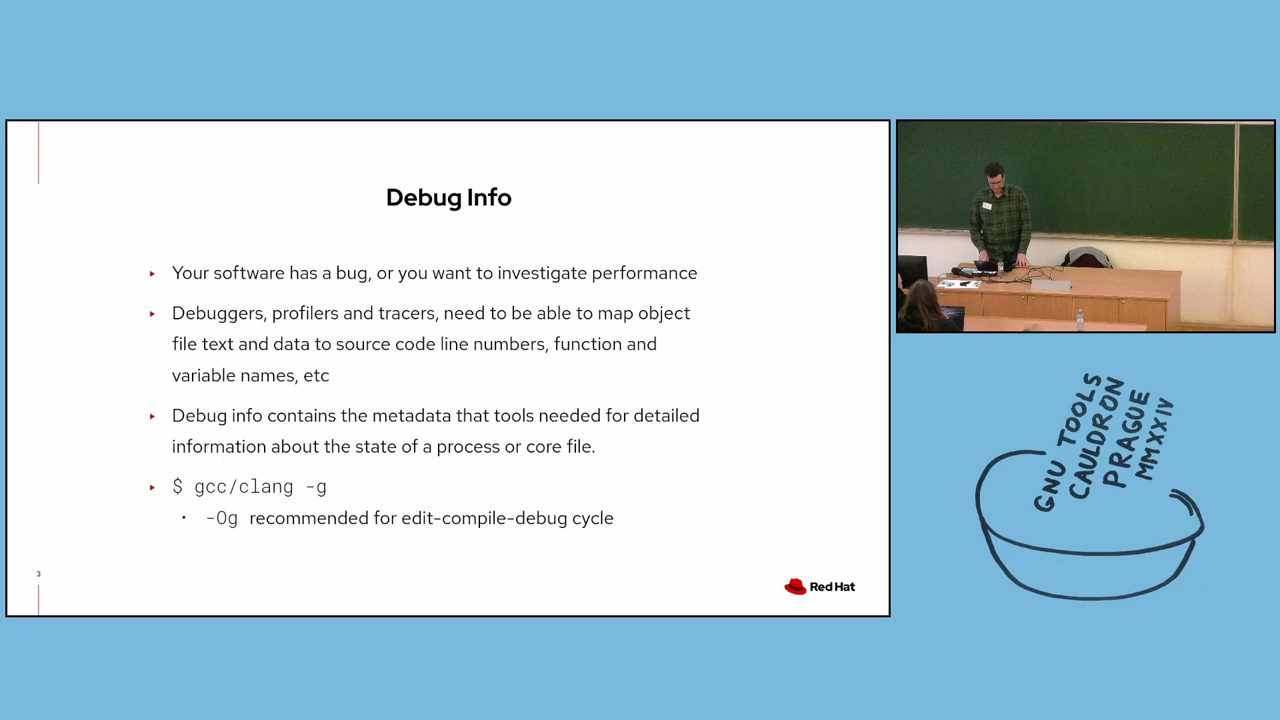 Debug Info
Your software has a bug, or you want to investigate performance
Debuggers, profilers and tracers, need to be able to map object
file text and data to source code line numbers, function and
variable names, etc
Debug info contains the metadata that tools needed for detailed
information about the state of a process or core file.
$ gcc/clang -g
-Og recommended for edit-compile-debug cycle
3
Red Hat
GNU TOOLS
CAULDRON
PRAGUE
MMXXIV